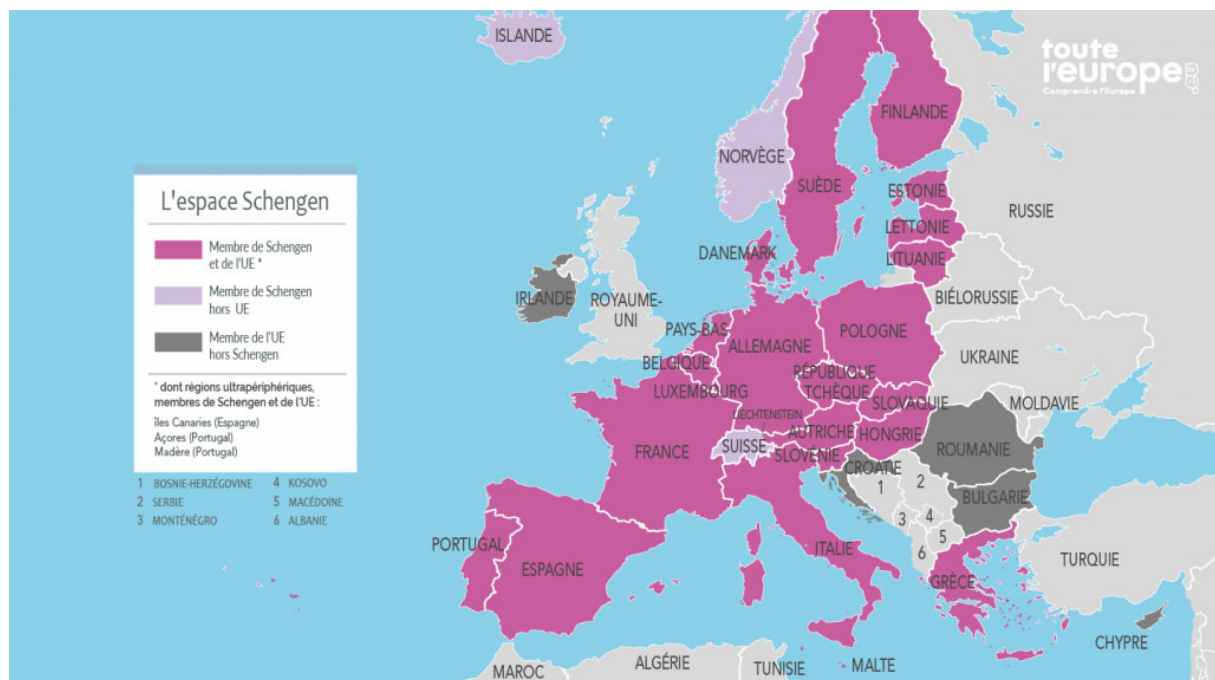 ISLANDE
toute
l'europe.eu
Comprendre l'Europe
FINLANDE
NORVÈGE
SUÈDE
ESTONIE
RUSSIE
LETTONIE
DANEMARK
LITUANIE
L'espace Schengen
Membre de Schengen
et de l'UE *
Membre de Schengen
hors UE
Membre de l'UE
hors Schengen
* dont régions ultrapériphériques,
membres de Schengen et de l'UE :
îles Canaries (Espagne)
Açores (Portugal)
Madère (Portugal)
1 BOSNIE-HERZÉGOVINE 4 KOSOVO
2 SERBIE 5 MACÉDOINE
3 MONTÉNÉGRO 6 ALBANIE
IRLANDE
ROYAUME-
UNI
BIÉLORUSSIE
PAYS-BAS
POLOGNE
ALLEMAGNE
UKRAINE
BELGIQUE
RÉPUBLIQUE
TCHÈQUE
LUXEMBOURG
SLOVAQUIE
MOLDAVIE
LIECHTENSTEIN
AUTRICHE
HONGRIE
SUISSE
FRANCE
SLOVÉNIE
ROUMANIE
CROATIE
1
2
BULGARIE
3
4
5
6
PORTUGAL
ESPAGNE
ITALIE
GRÈCE
TURQUIE
CHYPRE
MAROC
ALGÉRIE
TUNISIE
MALTE